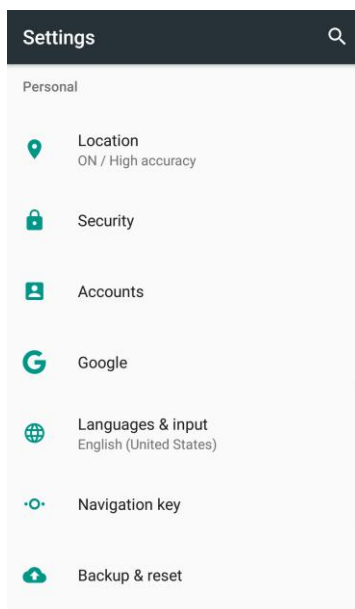 Settings
Personal
Location
ON / High accuracy
Security
Accounts
Google
Languages & input
English (United States)
Navigation key
Backup & reset